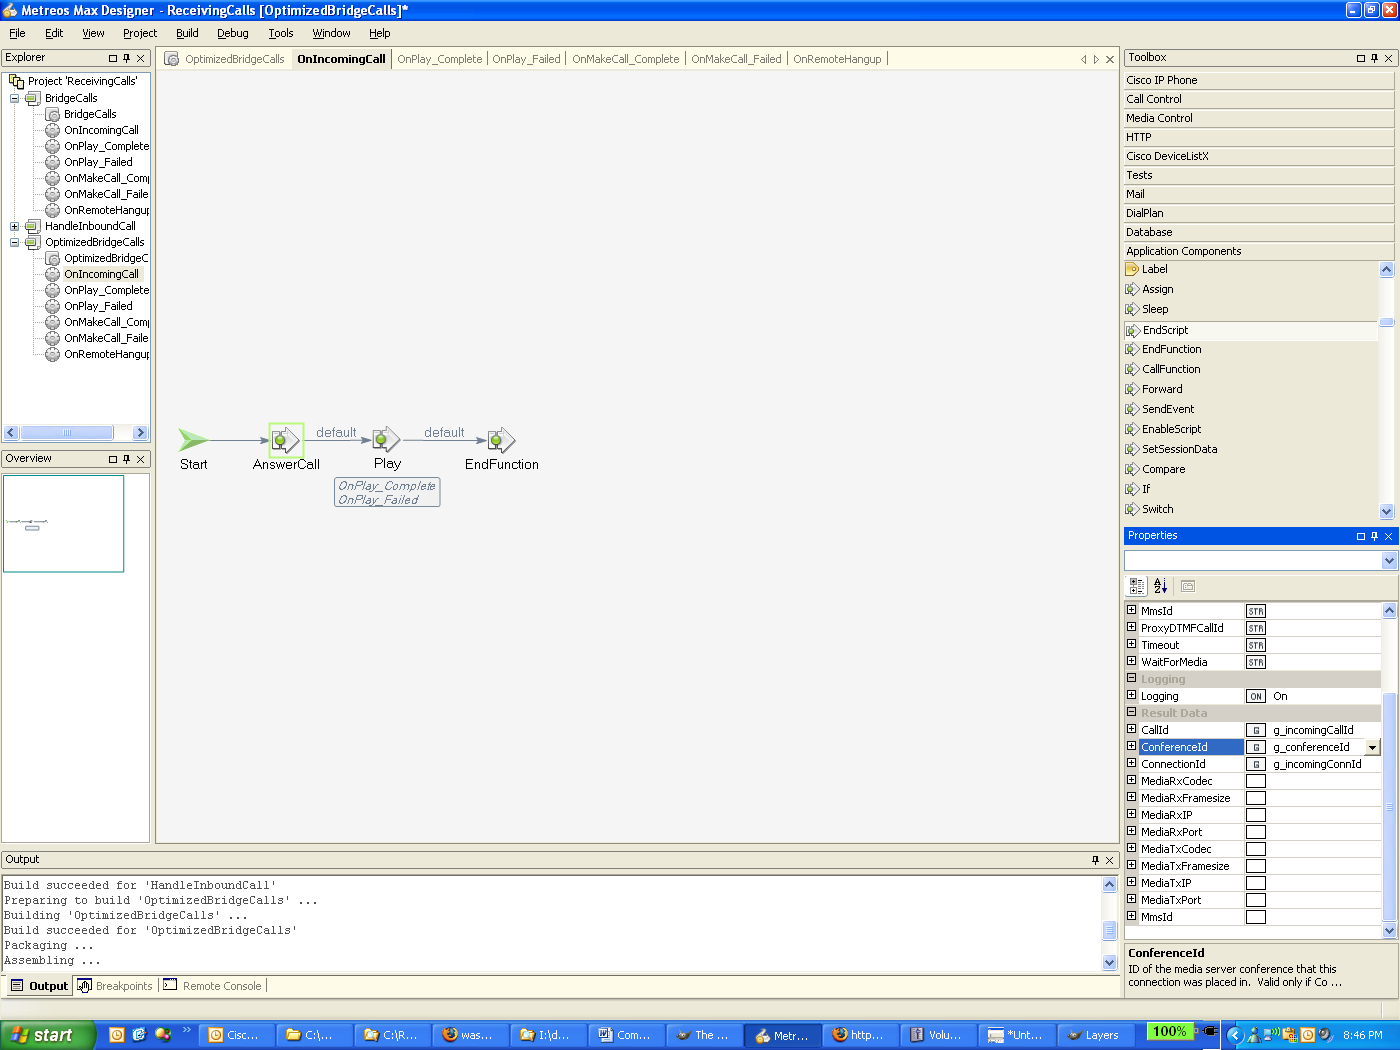 Metreos Max Designer - ReceivingCalls [OptimizedBridgeCalls]*
File Edit View Project Build Debug Tools Window Help
Explorer
Project 'ReceivingCalls'
BridgeCalls
BridgeCalls
OnIncomingCall
OnPlay_Complete
OnPlay_Failed
OnMakeCall_Comp
OnMakeCall_Faile
OnRemoteHangup
HandleInboundCall
OptimizedBridgeCalls
OptimizedBridgeC
OnIncomingCall
OnPlay_Complete
OnPlay_Failed
OnMakeCall_Comp
OnMakeCall_Faile
OnRemoteHangup
Overview
OptimizedBridgeCalls OnIncomingCall OnPlay_Complete OnPlay_Failed OnMakeCall_Complete OnMakeCall_Failed OnRemoteHangup
default default
Start AnswerCall Play EndFunction
OnPlay_Complete
OnPlay_Failed
Toolbox
Cisco IP Phone
Call Control
Media Control
HTTP
Cisco DeviceListX
Tests
Mail
DialPlan
Database
Application Components
Label
Assign
Sleep
EndScript
EndFunction
CallFunction
Forward
SendEvent
EnableScript
SetSessionData
Compare
If
Switch
Properties
MmsId STR
ProxyDTMFCallId STR
Timeout STR
WaitForMedia STR
Logging
Logging ON On
Result Data
CallId G g_incomingCallId
ConferenceId G g_conferenceId
ConnectionId G g_incomingConnId
MediaRxCodec
MediaRxFramesize
MediaRxIP
MediaRxPort
MediaTxCodec
MediaTxFramesize
MediaTxIP
MediaTxPort
MmsId
ConferenceId
ID of the media server conference that this
connection was placed in. Valid only if Co ...
Output
Build succeeded for 'HandleInboundCall'
Preparing to build 'OptimizedBridgeCalls' ...
Building 'OptimizedBridgeCalls' ...
Build succeeded for 'OptimizedBridgeCalls'
Packaging ...
Assembling ...
Output Breakpoints Remote Console
start Cisc... C:\... C:\R... was... I:\d... Com... The ... Metr... http... Volu... *Unt... Layers 100% 8:46 PM